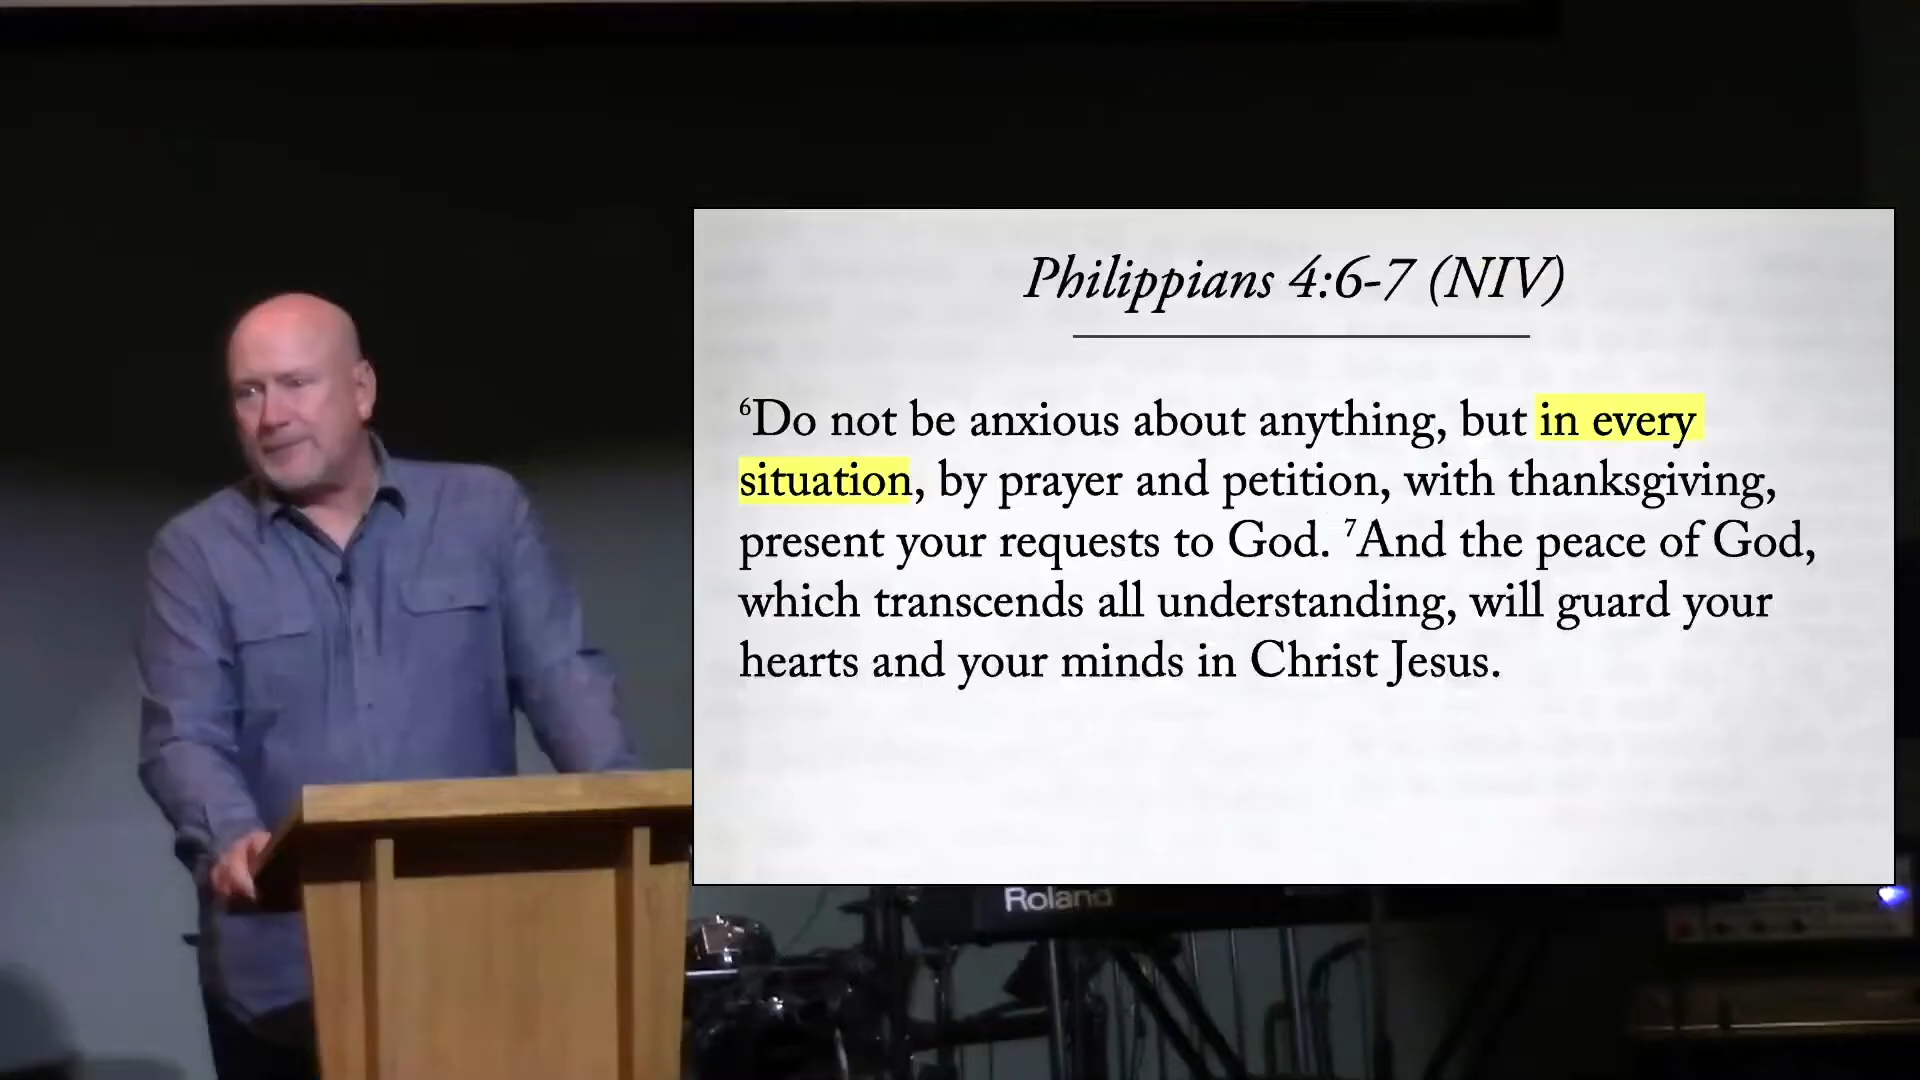 Philippians 4:6-7 (NIV)
⁶Do not be anxious about anything, but in every
situation, by prayer and petition, with thanksgiving,
present your requests to God. ⁷And the peace of God,
which transcends all understanding, will guard your
hearts and your minds in Christ Jesus.
Roland